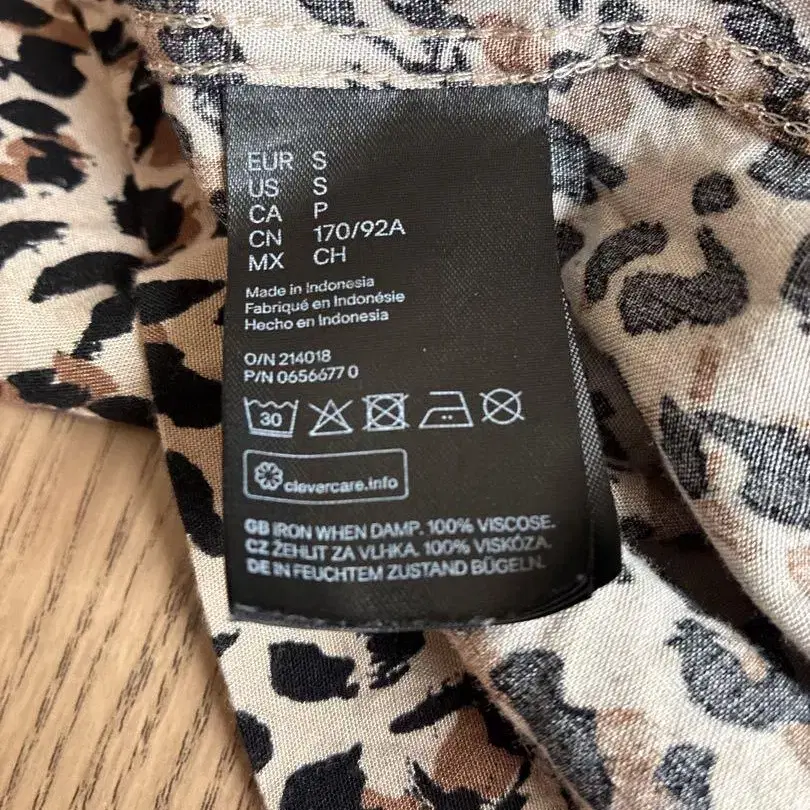 EUR S
US S
CA P
CN 170/92A
MX CH
Made in Indonesia
Fabriqué en Indonésie
Hecho en Indonesia
O/N 214018
P/N 0656677 0
30
clevercare.info
GB IRON WHEN DAMP. 100% VISCOSE.
CZ ŽEHLIT ZA VLHKA. 100% VISKÓZA.
DE IN FEUCHTEM ZUSTAND BÜGELN.